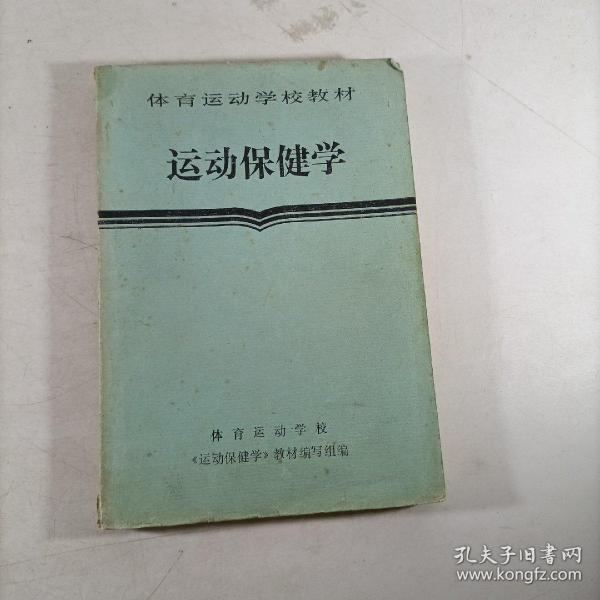 体育运动学校教材
运动保健学
体育运动学校
《运动保健学》教材编写组编
孔夫子旧书网
www.kongfz.com